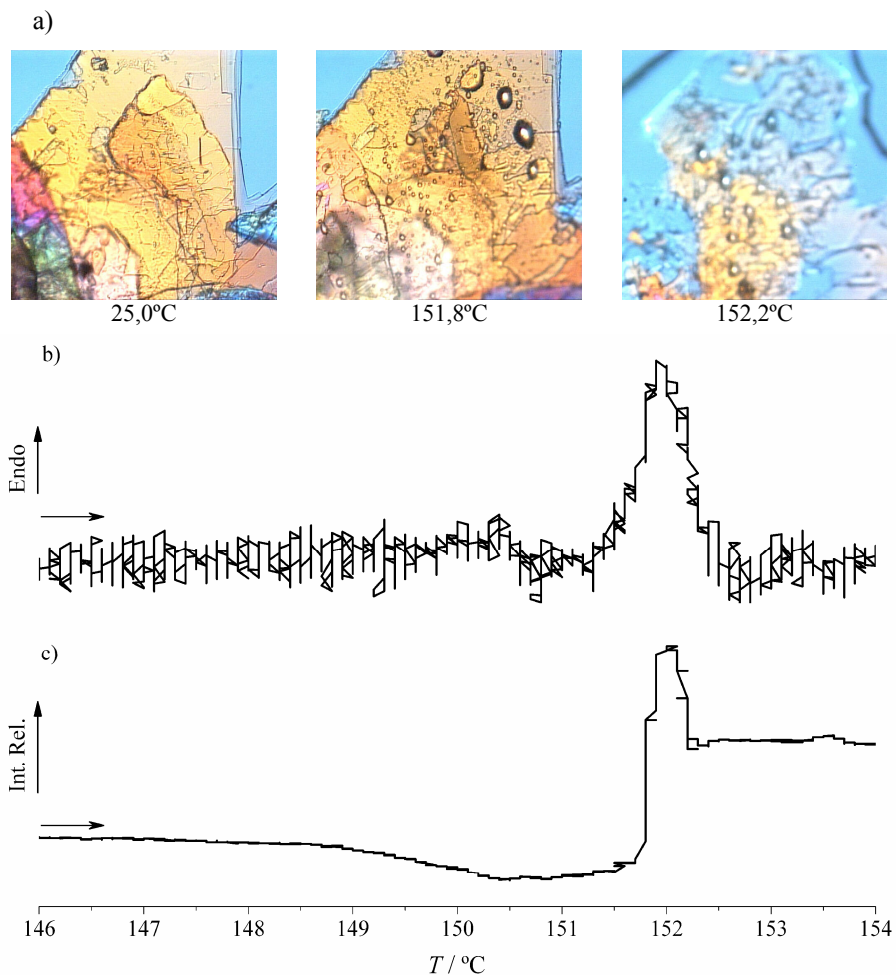 a)
25,0ºC 151,8ºC 152,2ºC
b)
Endo
c)
Int. Rel.
146 147 148 149 150 151 152 153 154
T / ºC